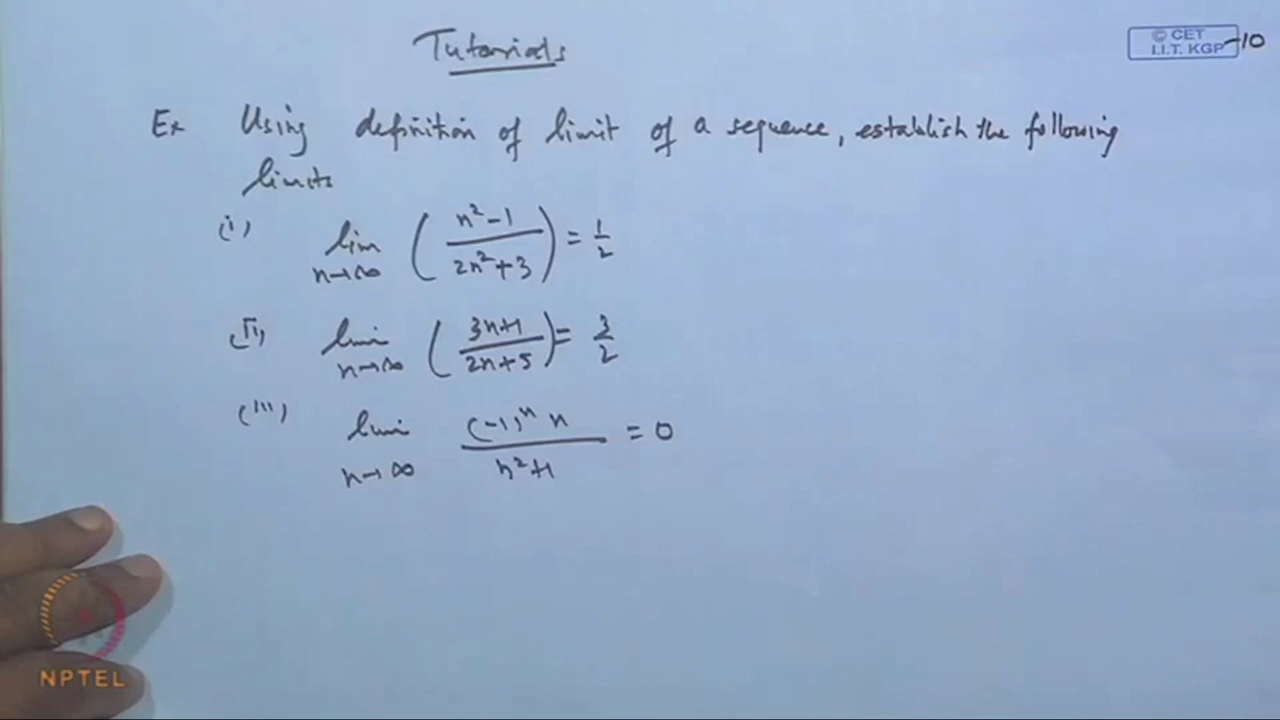 Tutorials
© CET
I.I.T. KGP -10
Ex Using definition of limit of a sequence, establish the following
limits
(i) lim n→∞ ( n²-1 / 2n²+3 ) = 1/2
(ii) lim n→∞ ( 3n+1 / 2n+5 ) = 3/2
(iii) lim n→∞ (-1)ⁿ n / n²+1 = 0
NPTEL